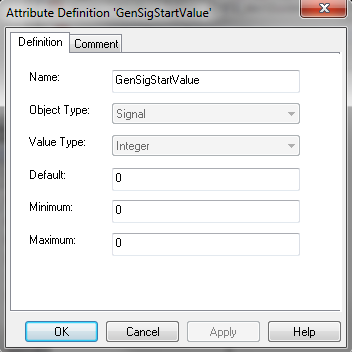 Attribute Definition 'GenSigStartValue'
Definition Comment
Name: GenSigStartValue
Object Type: Signal
Value Type: Integer
Default: 0
Minimum: 0
Maximum: 0
OK Cancel Apply Help